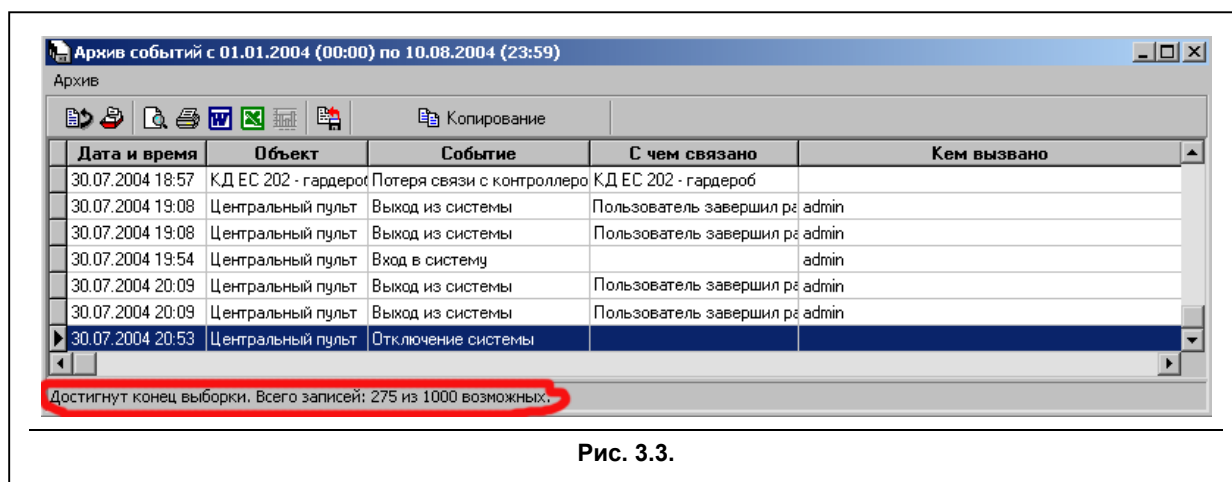 Архив событий с 01.01.2004 (00:00) по 10.08.2004 (23:59)
Архив
Копирование
Дата и время Объект Событие С чем связано Кем вызвано
30.07.2004 18:57 КД ЕС 202 - гардероб Потеря связи с контроллеро КД ЕС 202 - гардероб
30.07.2004 19:08 Центральный пульт Выход из системы Пользователь завершил ра admin
30.07.2004 19:08 Центральный пульт Выход из системы Пользователь завершил ра admin
30.07.2004 19:54 Центральный пульт Вход в систему admin
30.07.2004 20:09 Центральный пульт Выход из системы Пользователь завершил ра admin
30.07.2004 20:09 Центральный пульт Выход из системы Пользователь завершил ра admin
30.07.2004 20:53 Центральный пульт Отключение системы
Достигнут конец выборки. Всего записей: 275 из 1000 возможных.
Рис. 3.3.